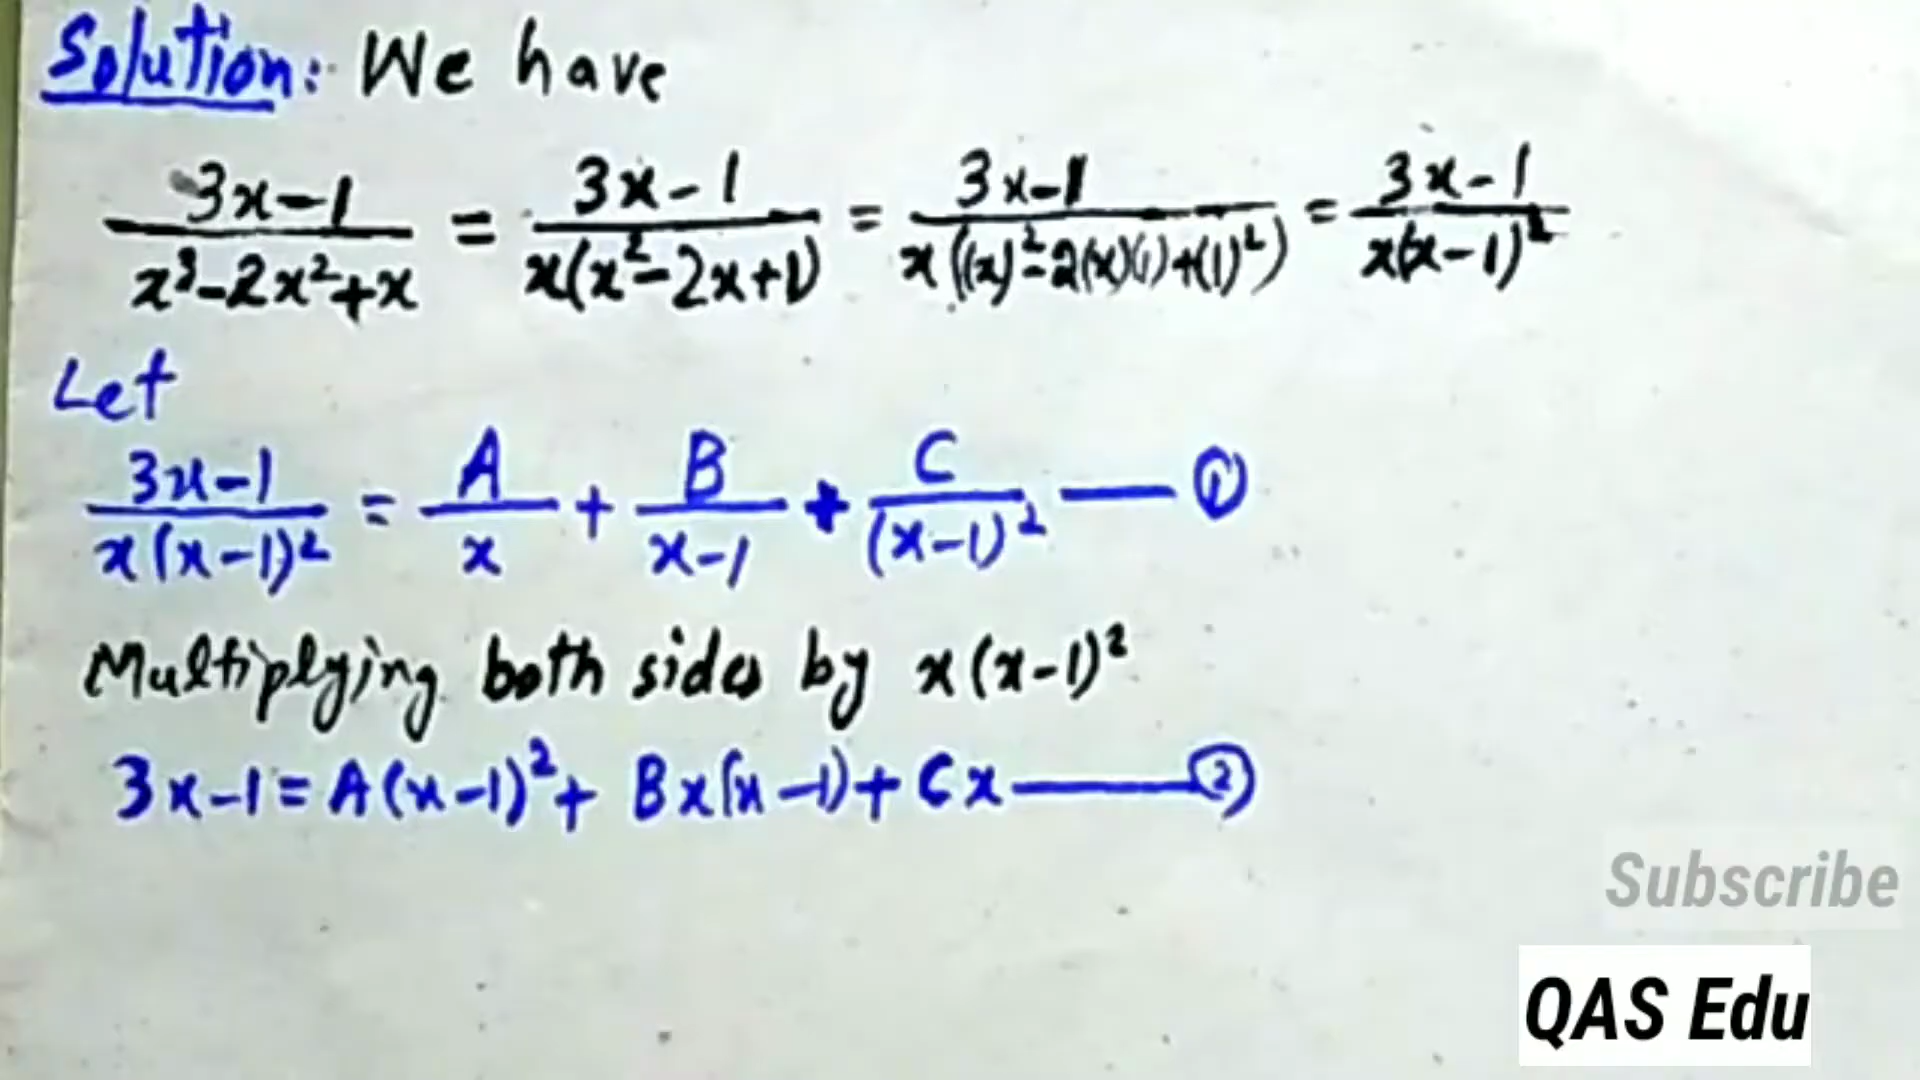 Solution: We have
3x-1/x³-2x²+x = 3x-1/x(x²-2x+1) = 3x-1/x((x)²-2(x)(1)+(1)²) = 3x-1/x(x-1)²
Let
3x-1/x(x-1)² = A/x + B/x-1 + C/(x-1)² — ①
Multiplying both sides by x(x-1)²
3x-1 = A(x-1)² + Bx(x-1) + Cx — ②
Subscribe
QAS Edu